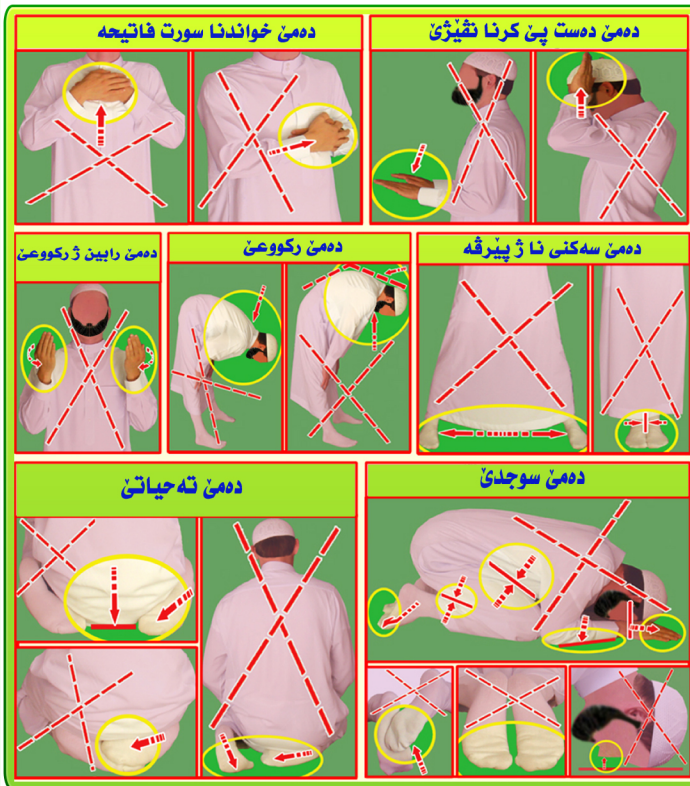 دەمێ دەست پێ کرنا نڤێژێ
دەمێ خواندنا سورت فاتیحە
دەمێ سەکنی نا ژ پێرڤە
دەمێ رکووعێ
دەمێ رابین ژ رکووعێ
دەمێ سوجدێ
دەمێ تەحیاتێ